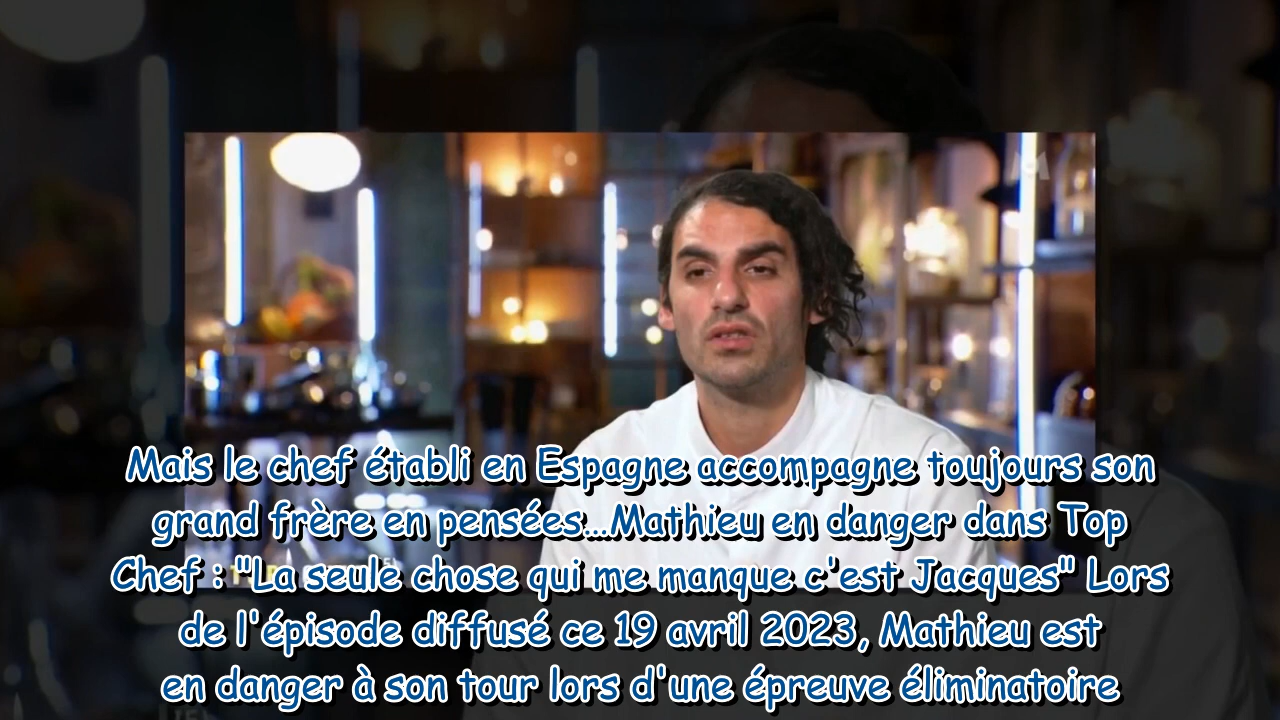 Mais le chef établi en Espagne accompagne toujours son
grand frère en pensées...Mathieu en danger dans Top
Chef : "La seule chose qui me manque c'est Jacques" Lors
de l'épisode diffusé ce 19 avril 2023, Mathieu est
en danger à son tour lors d'une épreuve éliminatoire